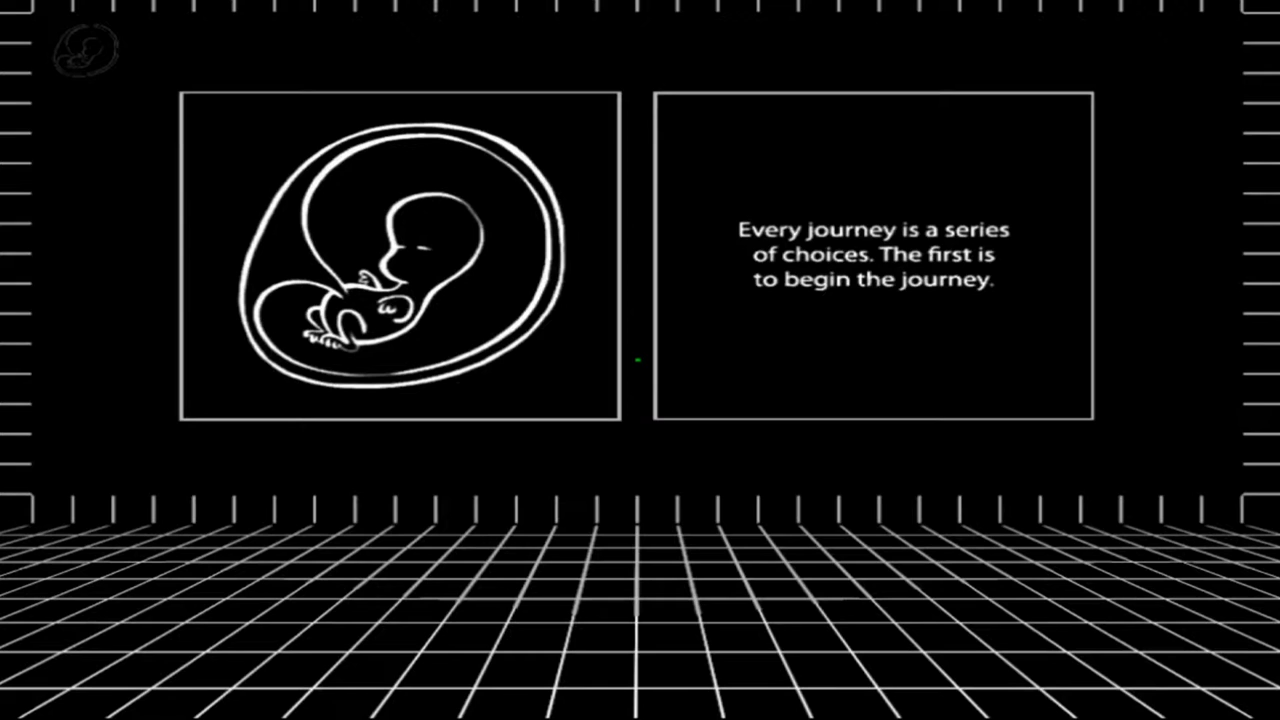 Every journey is a series
of choices. The first is
to begin the journey.